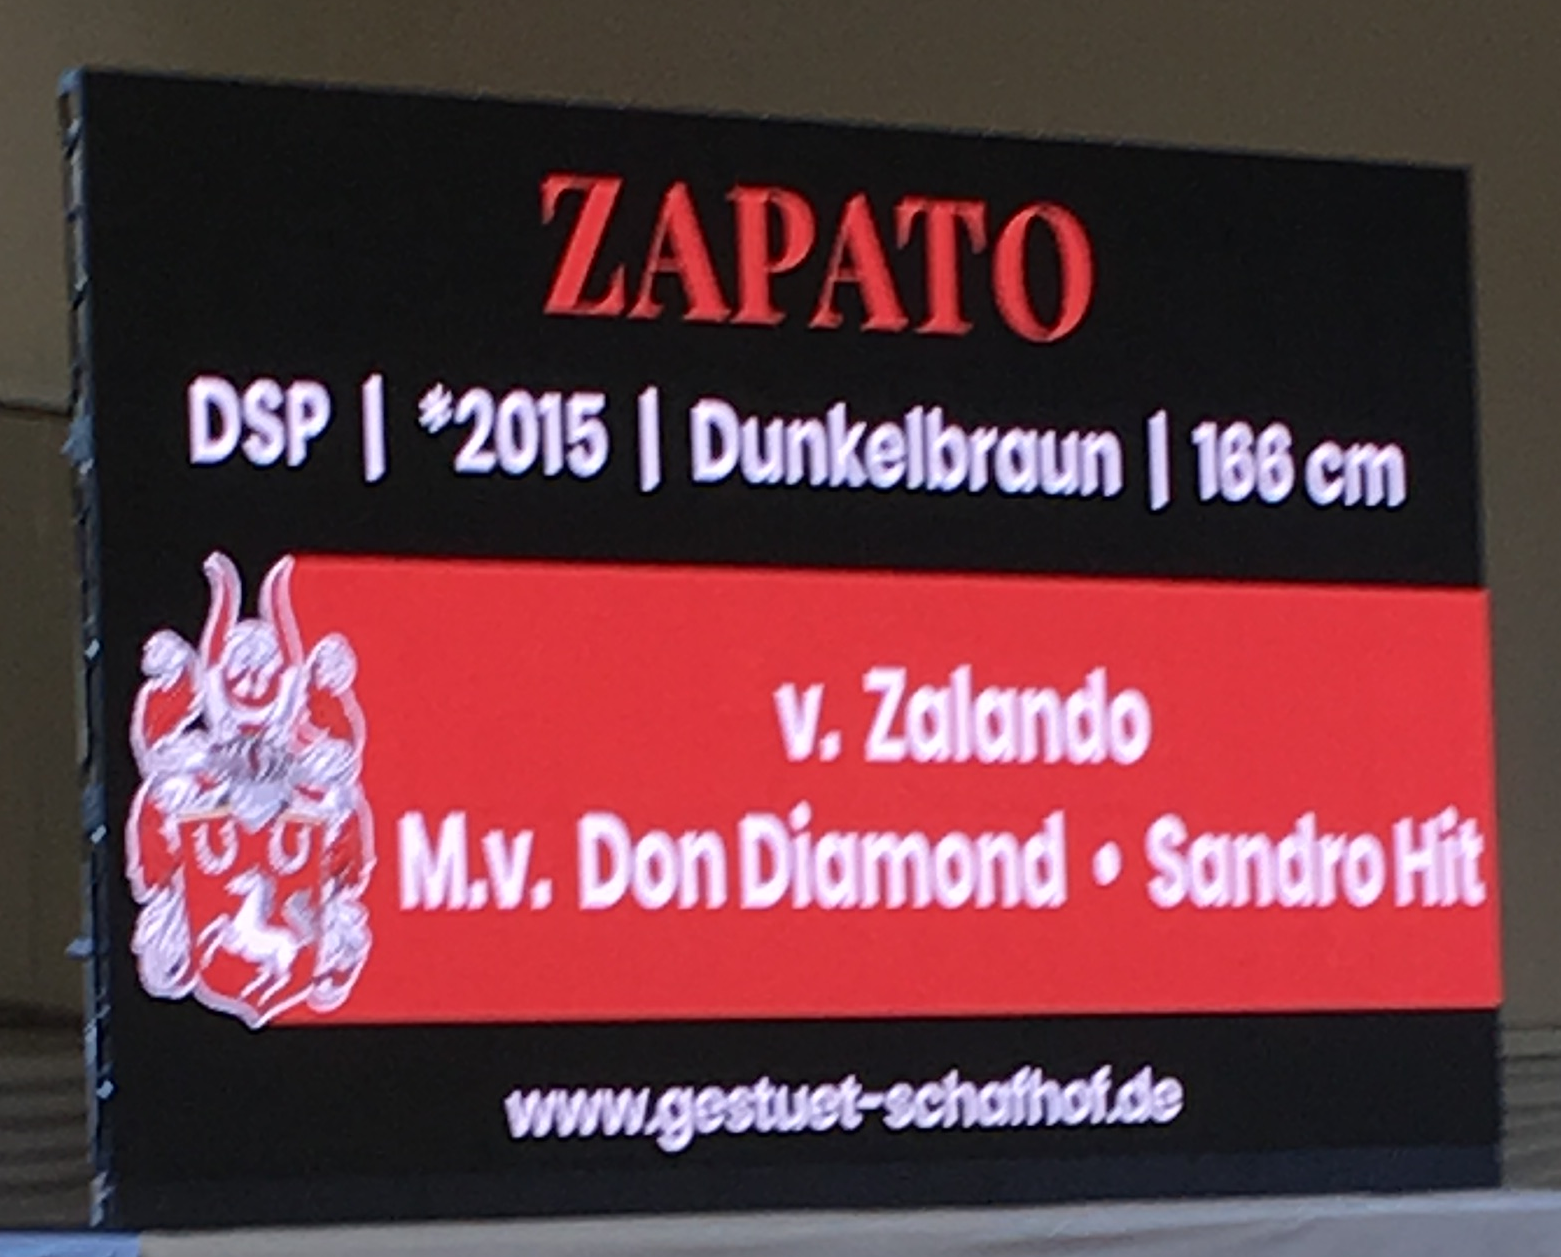 ZAPATO
DSP | *2015 | Dunkelbraun | 166 cm
v. Zalando
M.v. Don Diamond • Sandro Hit
www.gestuet-schafhof.de